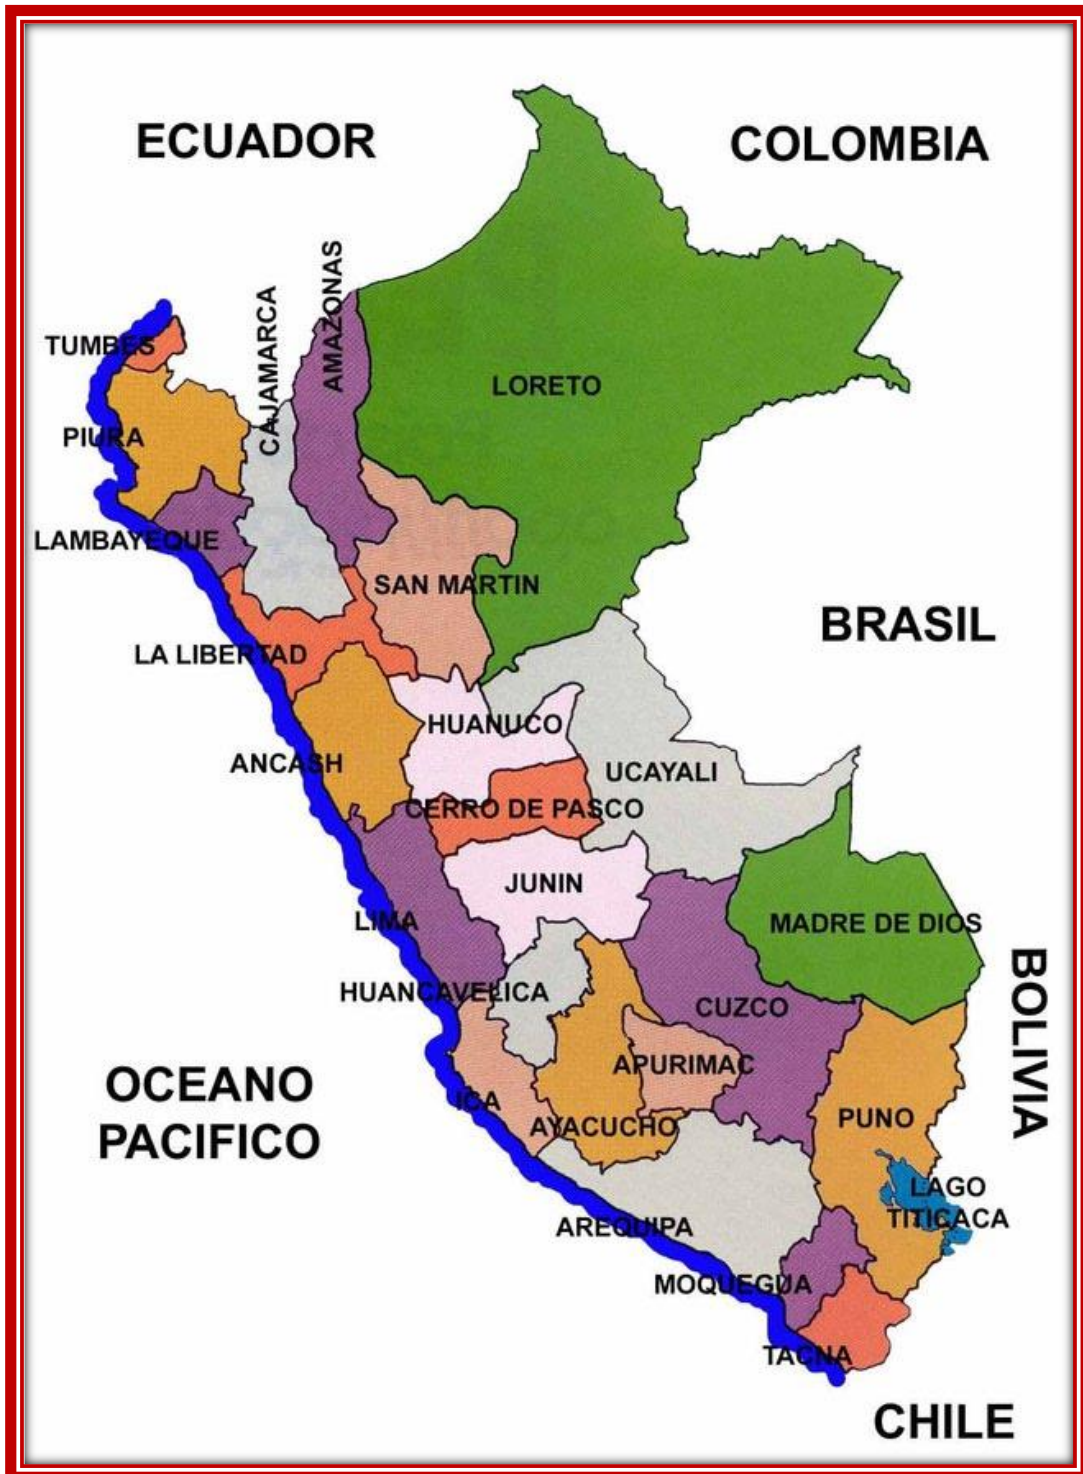 ECUADOR
COLOMBIA
AMAZONAS
CAJAMARCA
TUMBES
LORETO
PIURA
LAMBAYEQUE
SAN MARTIN
BRASIL
LA LIBERTAD
HUANUCO
ANCASH
UCAYALI
CERRO DE PASCO
JUNIN
LIMA
MADRE DE DIOS
HUANCAVELICA
CUZCO
BOLIVIA
APURIMAC
OCEANO
PACIFICO
ICA
AYACUCHO
PUNO
LAGO
TITICACA
AREQUIPA
MOQUEGUA
TACNA
CHILE